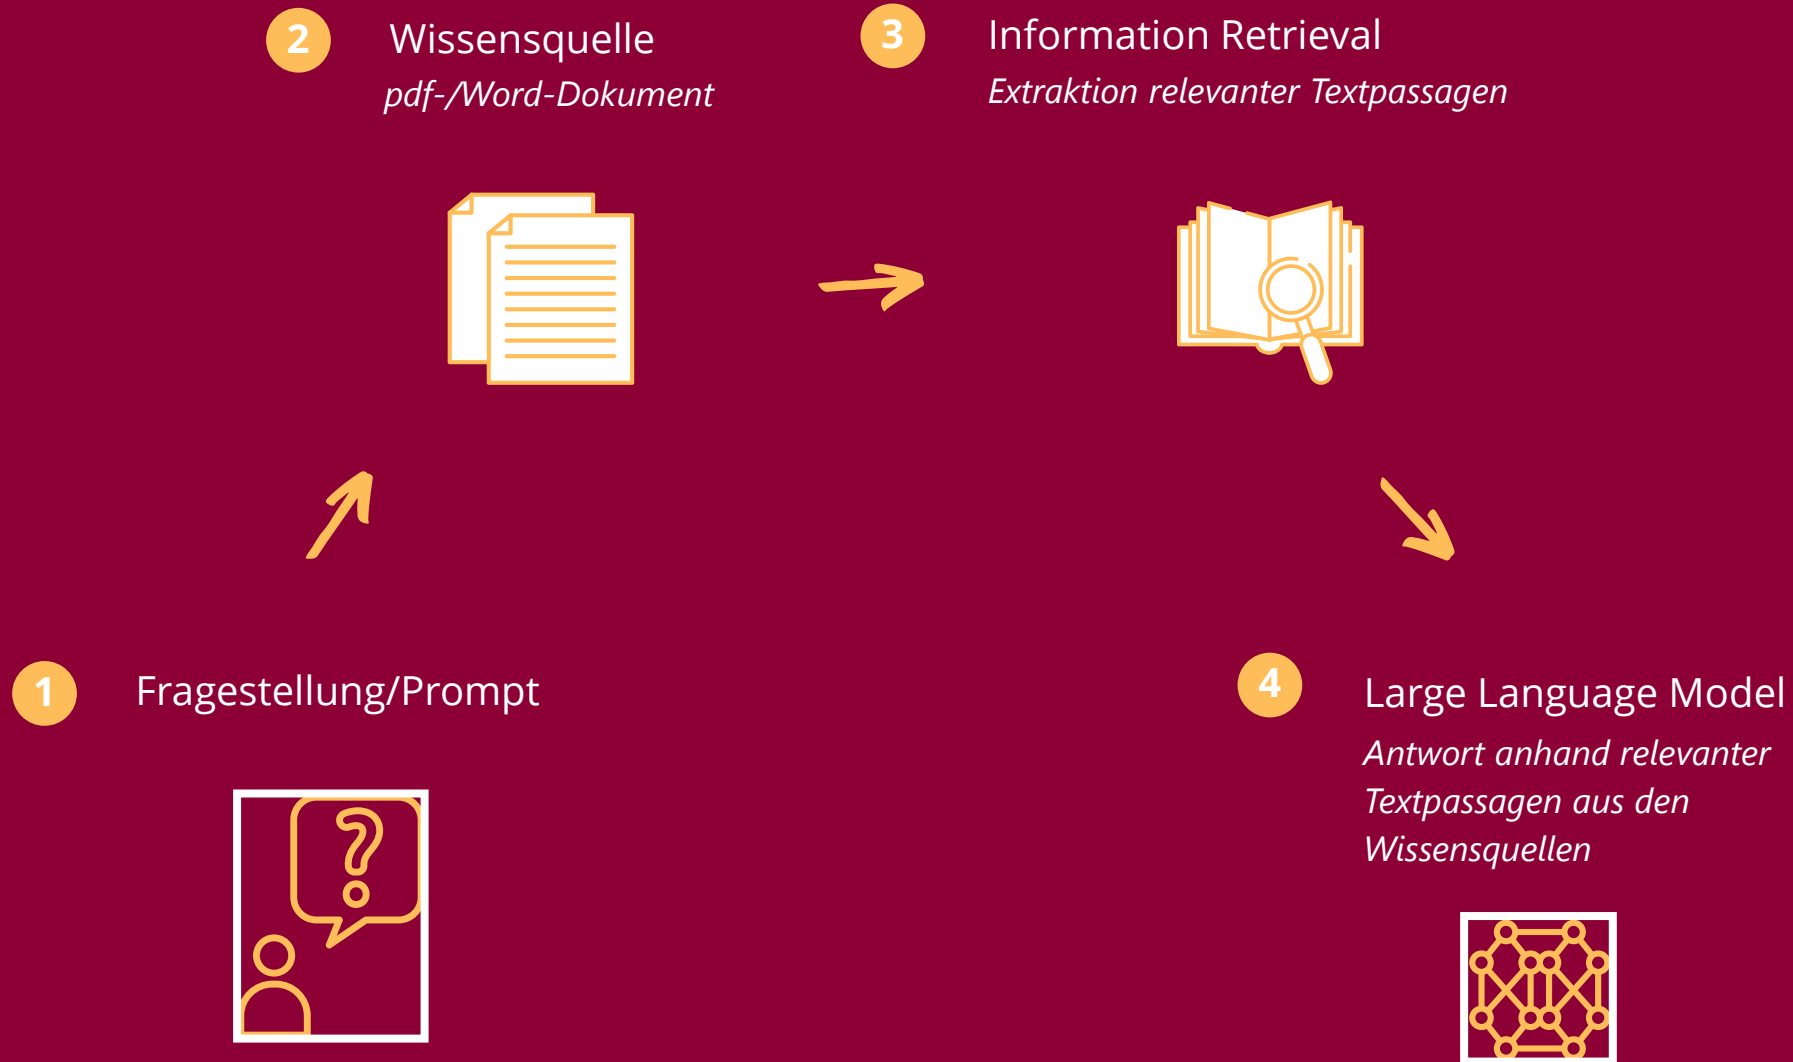 2
Wissensquelle
pdf-/Word-Dokument
3
Information Retrieval
Extraktion relevanter Textpassagen
1
Fragestellung/Prompt
?
4
Large Language Model
Antwort anhand relevanter
Textpassagen aus den
Wissensquellen